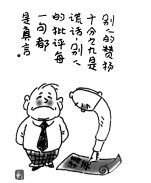 别人的赞扬
十分之九是
谎话，别人
的批评每
一句都
是真言。